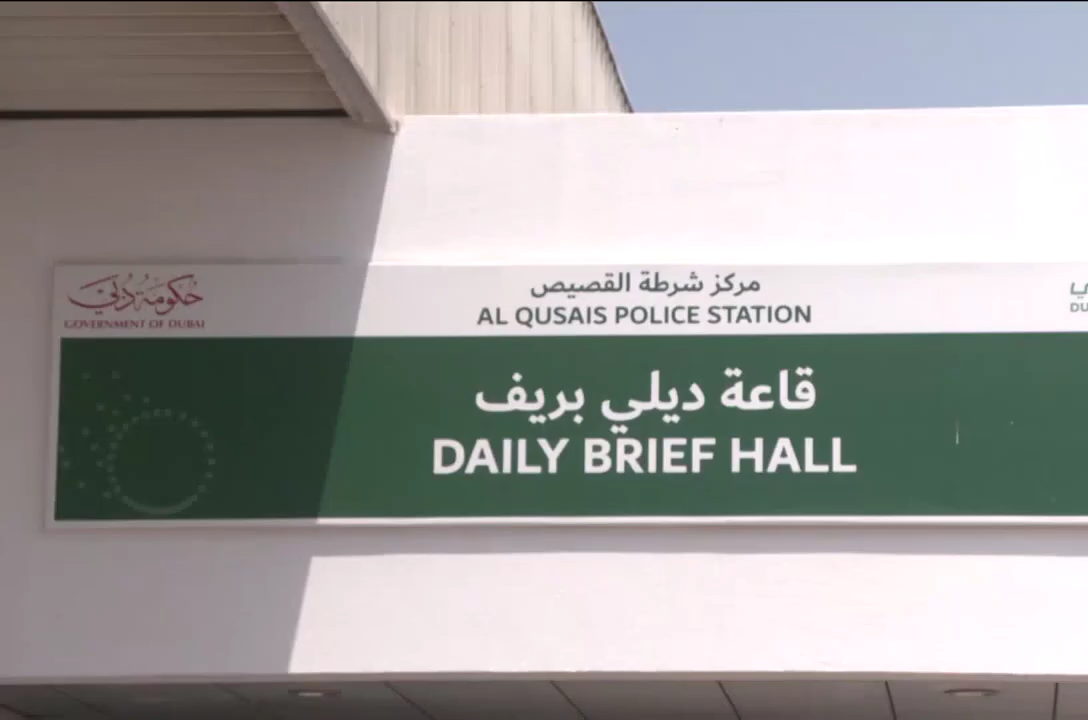 حكومة دبي
GOVERNMENT OF DUBAI
مركز شرطة القصيص
AL QUSAIS POLICE STATION
قاعة ديلي بريف
DAILY BRIEF HALL